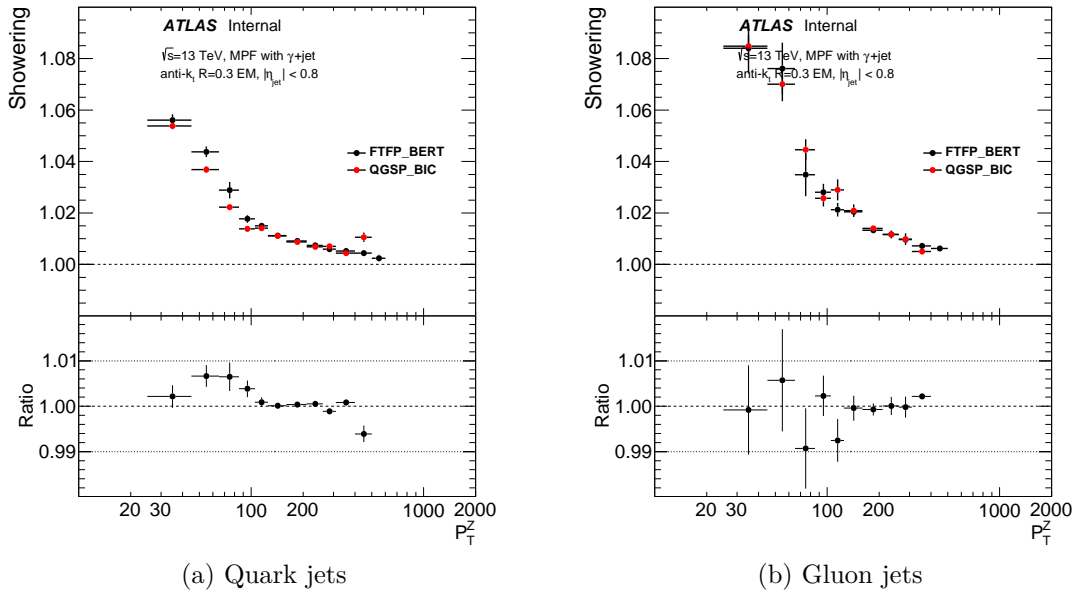 ATLAS Internal
√s=13 TeV, MPF with γ+jet
anti-kt R=0.3 EM, |ηjet| < 0.8
Showering
1.08
1.06
1.04
1.02
1.00
FTFP_BERT
QGSP_BIC
Ratio
1.01
1.00
0.99
20 30 100 200 1000 2000
P_T^Z
(a) Quark jets
ATLAS Internal
√s=13 TeV, MPF with γ+jet
anti-kt R=0.3 EM, |ηjet| < 0.8
Showering
1.08
1.06
1.04
1.02
1.00
FTFP_BERT
QGSP_BIC
Ratio
1.01
1.00
0.99
20 30 100 200 1000 2000
P_T^Z
(b) Gluon jets